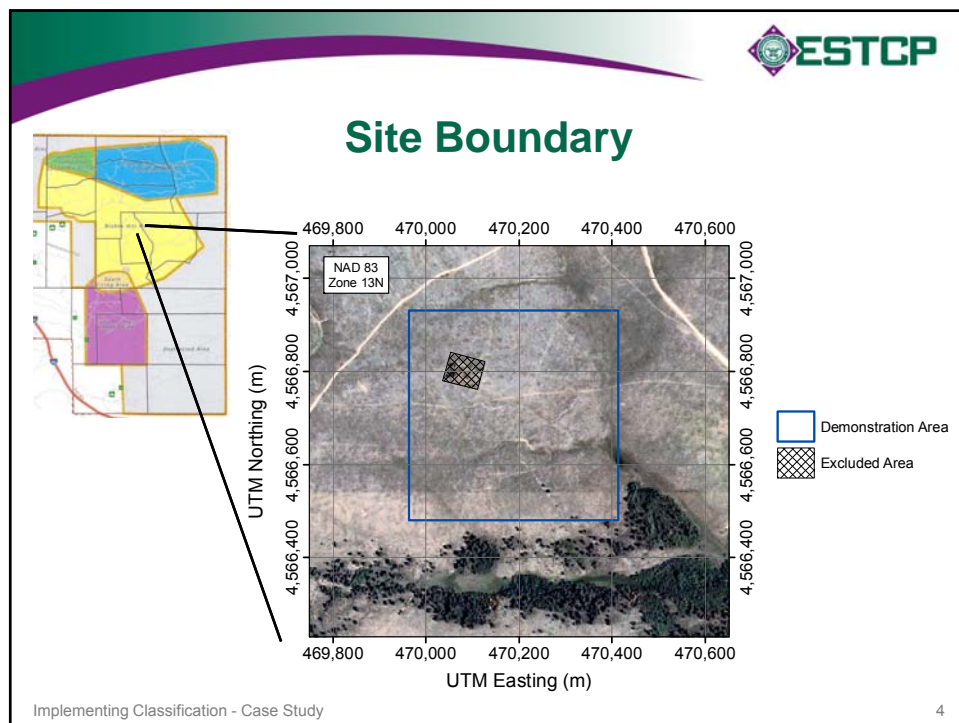 ESTCP
Site Boundary
469,800 470,000 470,200 470,400 470,600
NAD 83
Zone 13N
4,567,000
4,566,800
4,566,600
4,566,400
UTM Northing (m)
4,567,000
4,566,800
4,566,600
4,566,400
Demonstration Area
Excluded Area
469,800 470,000 470,200 470,400 470,600
UTM Easting (m)
Implementing Classification - Case Study
4